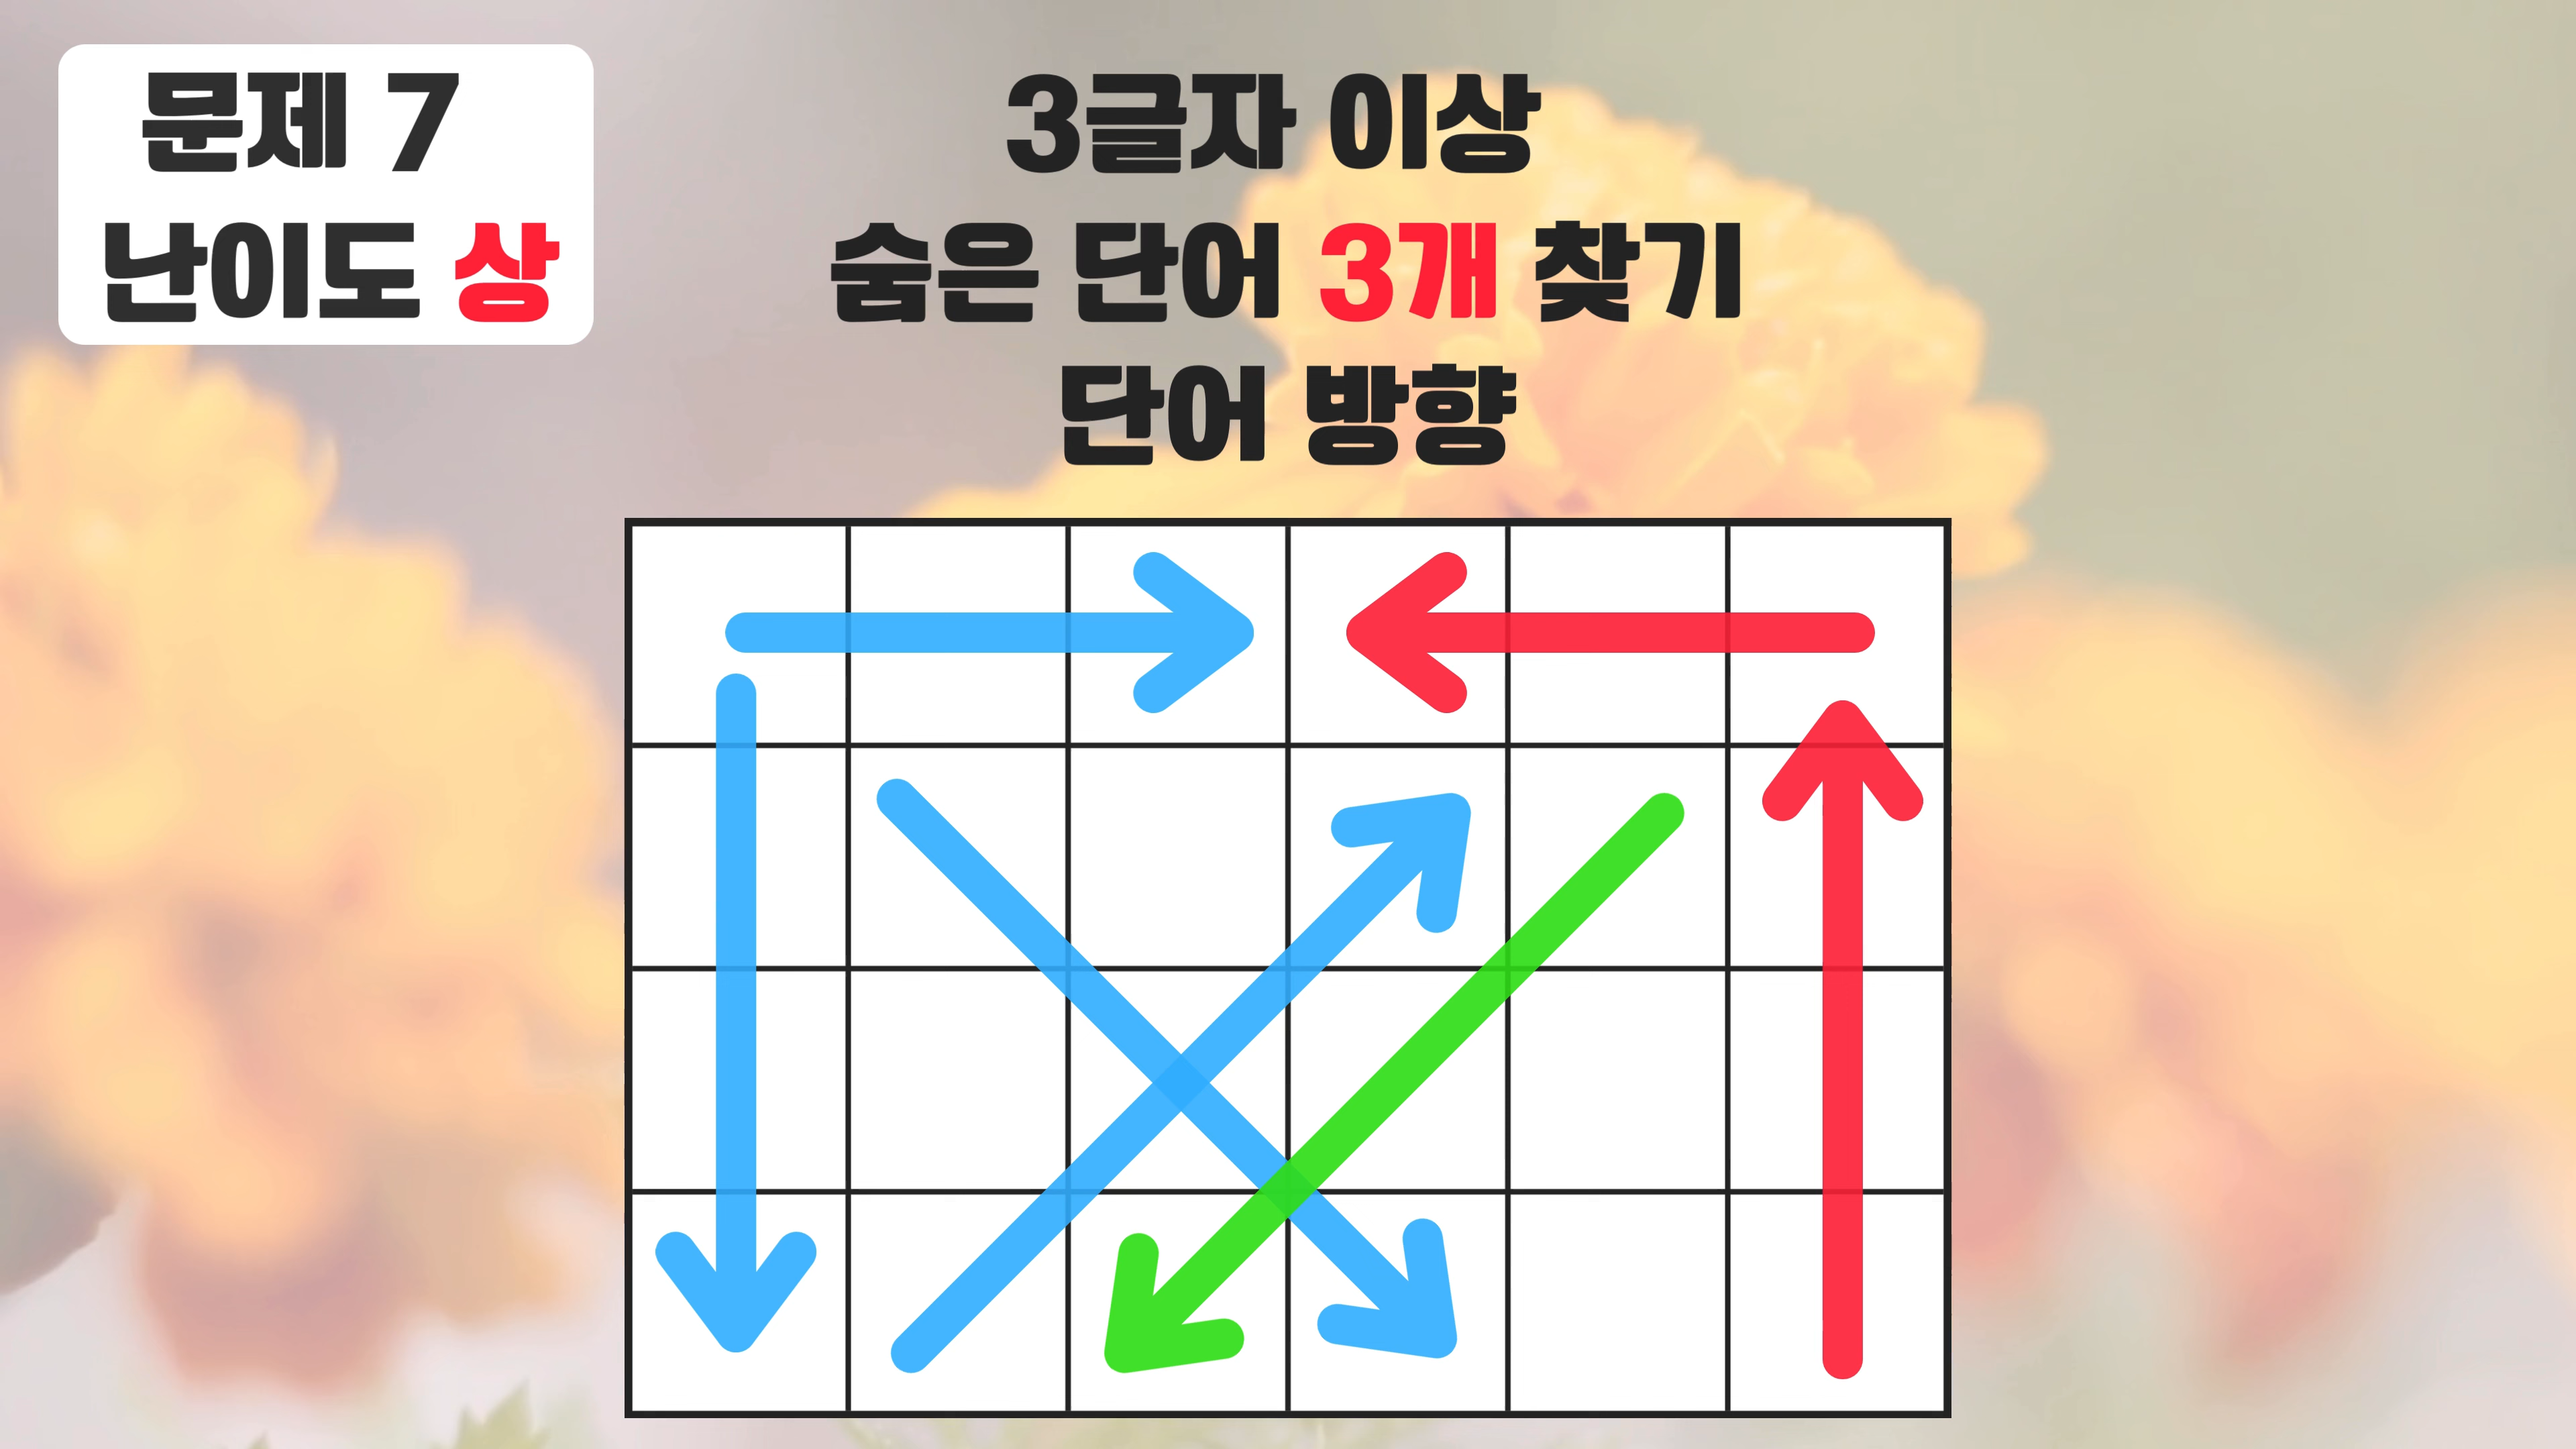 문제 7
난이도 상
3글자 이상
숨은 단어 3개 찾기
단어 방향